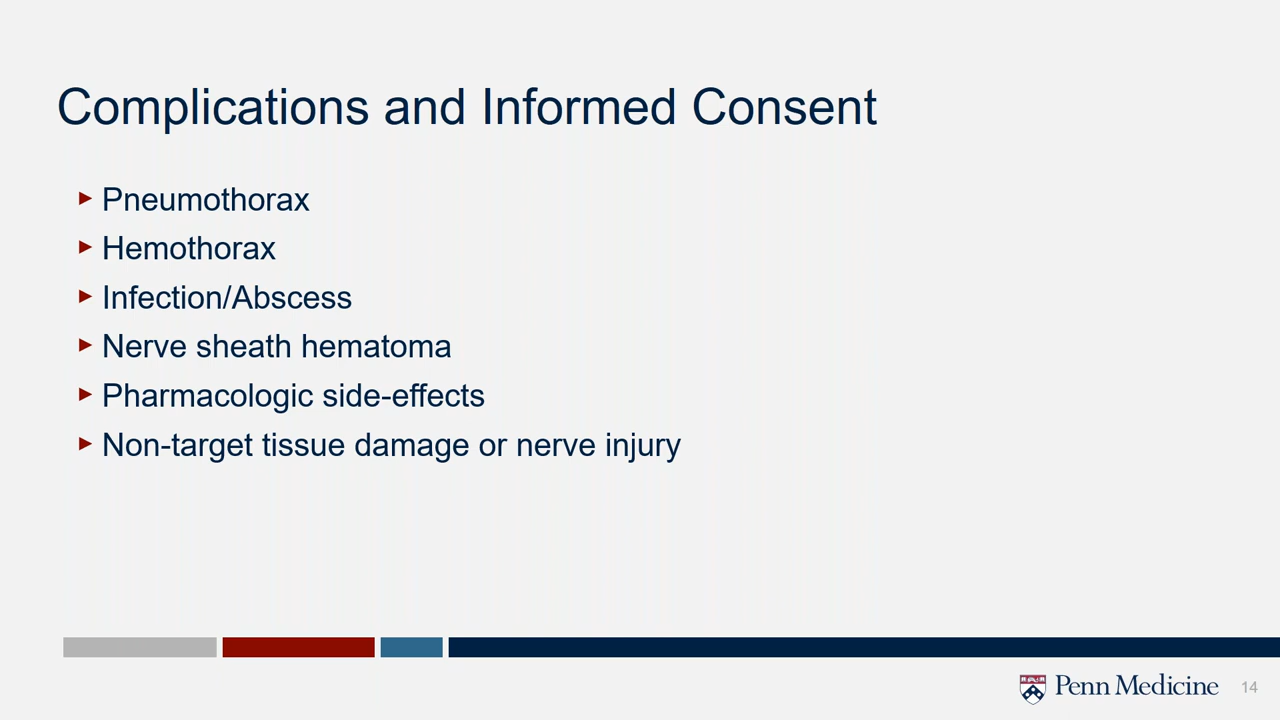 Complications and Informed Consent
Pneumothorax
Hemothorax
Infection/Abscess
Nerve sheath hematoma
Pharmacologic side-effects
Non-target tissue damage or nerve injury
Penn Medicine
14